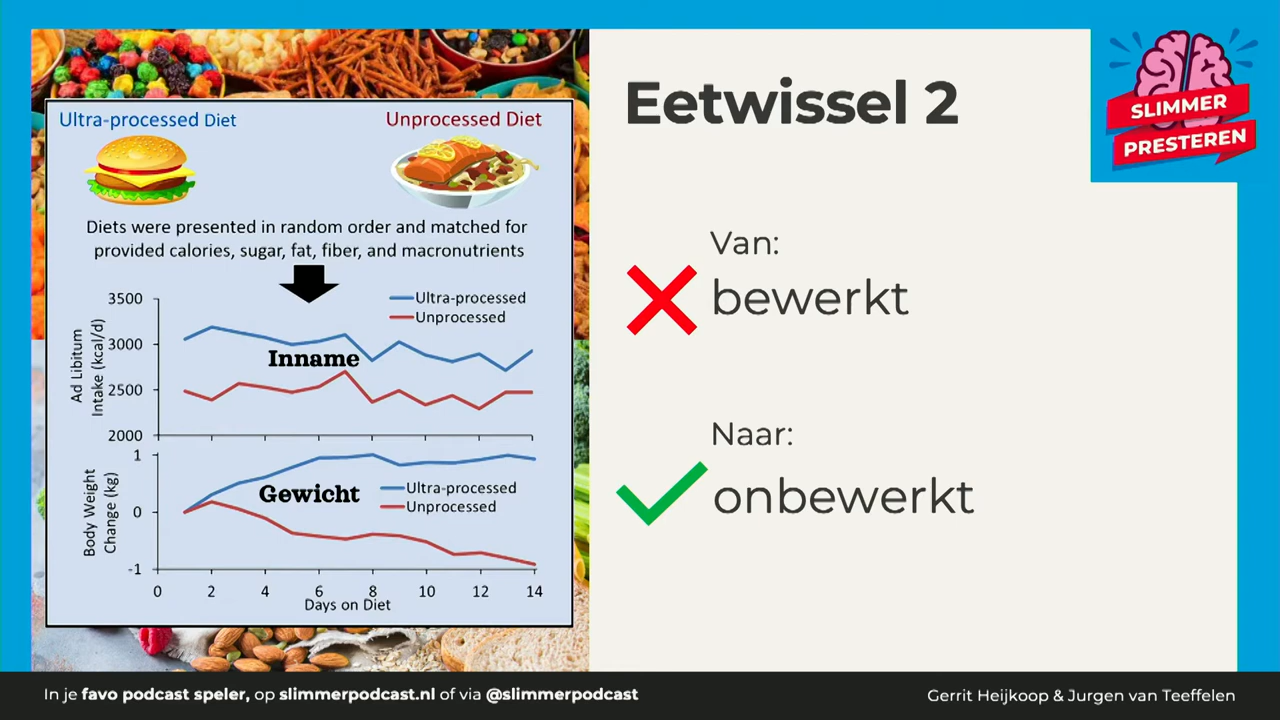 Eetwissel 2
SLIMMER
PRESTEREN
Ultra-processed Diet
Unprocessed Diet
Diets were presented in random order and matched for
provided calories, sugar, fat, fiber, and macronutrients
Ad Libitum
Intake (kcal/d)
3500
3000
2500
2000
Ultra-processed
Unprocessed
Inname
Body Weight
Change (kg)
1
0
-1
Gewicht
Ultra-processed
Unprocessed
0 2 4 6 8 10 12 14
Days on Diet
Van:
bewerkt
Naar:
onbewerkt
In je favo podcast speler, op slimmerpodcast.nl of via @slimmerpodcast
Gerrit Heijkoop & Jurgen van Teeffelen